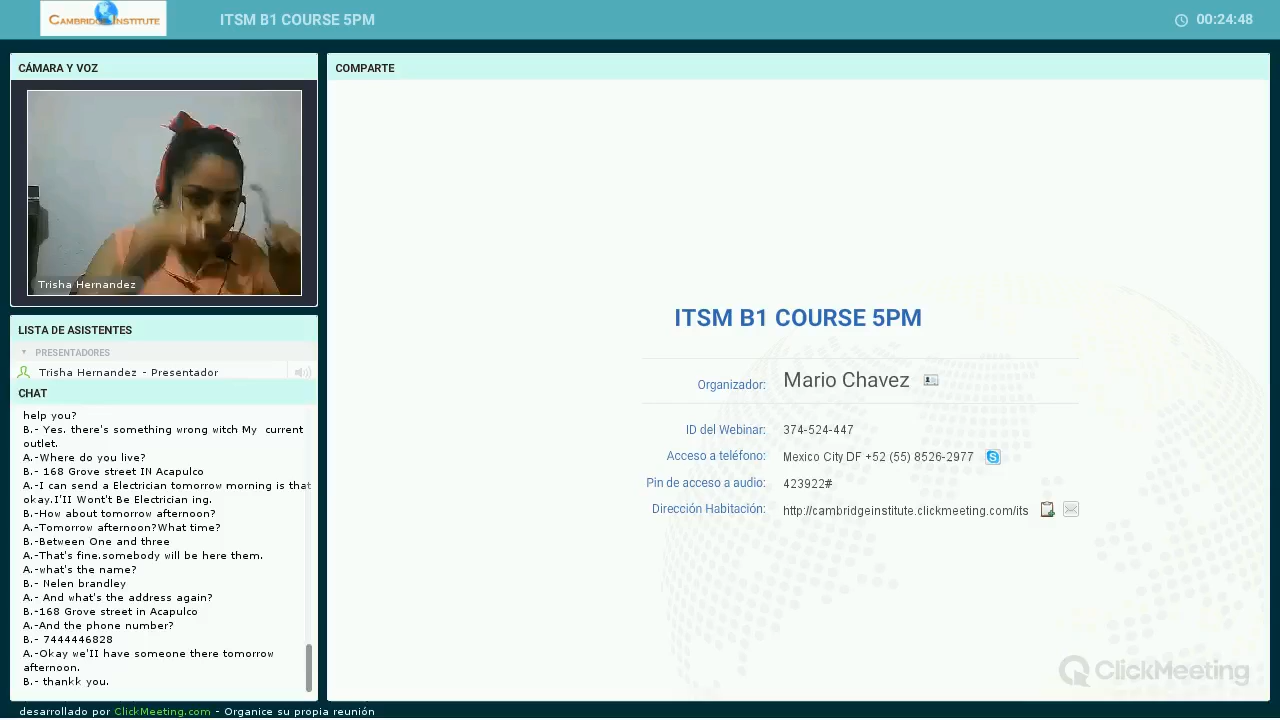 CAMBRIDGE INSTITUTE
ITSM B1 COURSE 5PM
00:24:48
CÁMARA Y VOZ
Trisha Hernandez
LISTA DE ASISTENTES
PRESENTADORES
Trisha Hernandez - Presentador
CHAT
help you?
B.- Yes. there's something wrong witch My current
outlet.
A.-Where do you live?
B.- 168 Grove street IN Acapulco
A.-I can send a Electrician tomorrow morning is that
okay.I'II Wont't Be Electrician ing.
B.-How about tomorrow afternoon?
A.-Tomorrow afternoon?What time?
B.-Between One and three
A.-That's fine.somebody will be here them.
A.-what's the name?
B.- Nelen brandley
A.- And what's the address again?
B.-168 Grove street in Acapulco
A.-And the phone number?
B.- 7444446828
A.-Okay we'II have someone there tomorrow
afternoon.
B.- thankk you.
COMPARTE
ITSM B1 COURSE 5PM
Organizador: Mario Chavez
ID del Webinar: 374-524-447
Acceso a teléfono: Mexico City DF +52 (55) 8526-2977
Pin de acceso a audio: 423922#
Dirección Habitación: http://cambridgeinstitute.clickmeeting.com/its
ClickMeeting
desarrollado por ClickMeeting.com - Organice su propia reunión